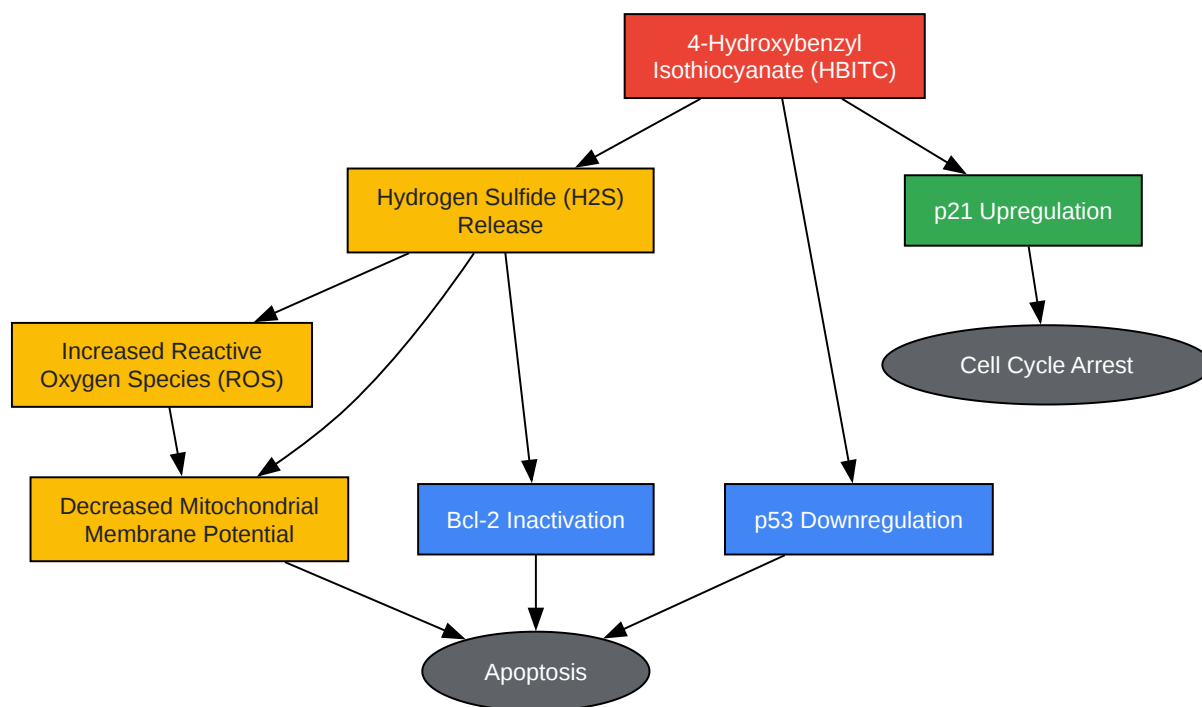 4-Hydroxybenzyl
Isothiocyanate (HBITC)
Hydrogen Sulfide (H2S)
Release
p21 Upregulation
Increased Reactive
Oxygen Species (ROS)
Cell Cycle Arrest
Decreased Mitochondrial
Membrane Potential
Bcl-2 Inactivation
p53 Downregulation
Apoptosis